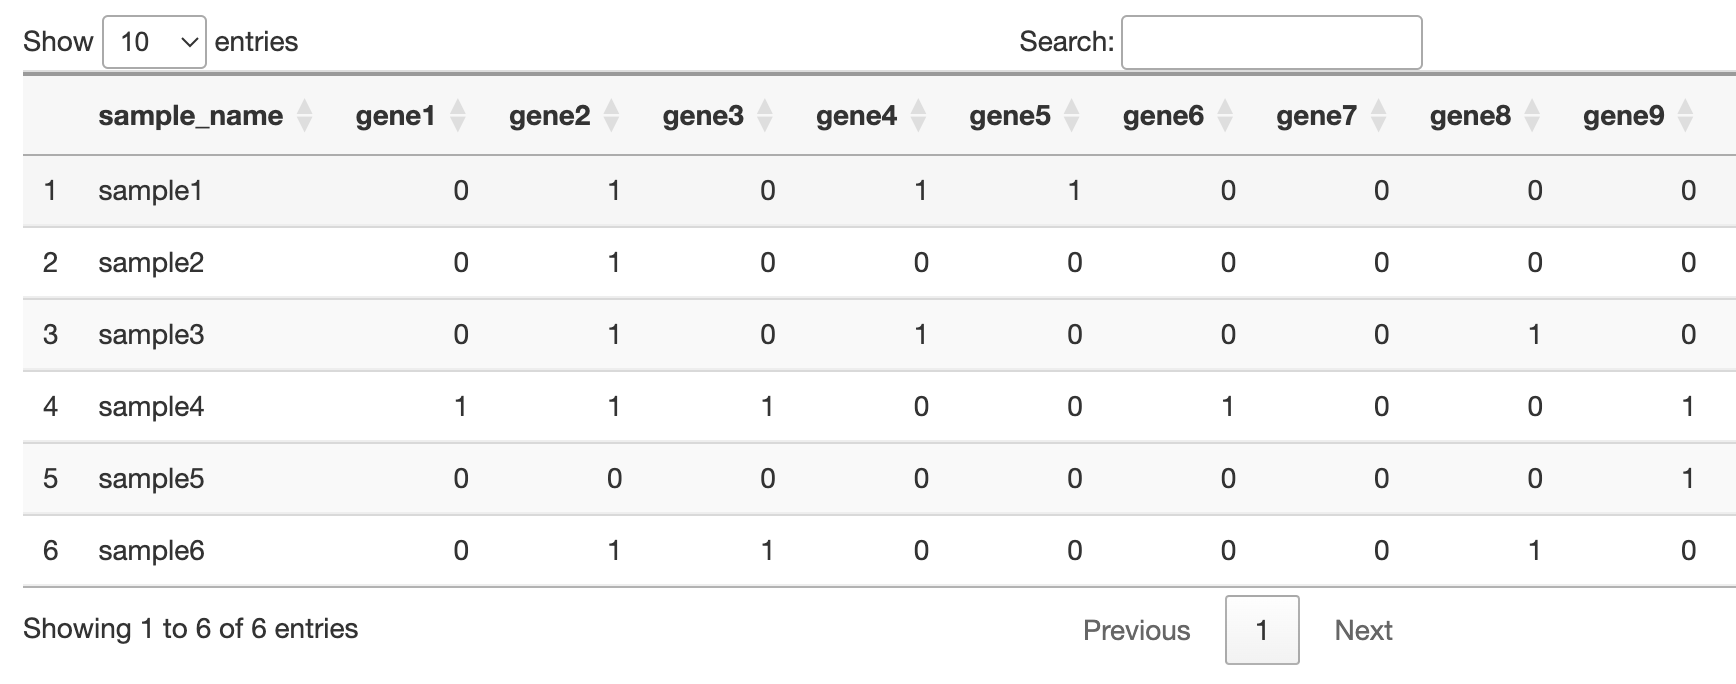 Show 10 entries Search:
sample_name gene1 gene2 gene3 gene4 gene5 gene6 gene7 gene8 gene9
1 sample1 0 1 0 1 1 0 0 0 0
2 sample2 0 1 0 0 0 0 0 0 0
3 sample3 0 1 0 1 0 0 0 1 0
4 sample4 1 1 1 0 0 1 0 0 1
5 sample5 0 0 0 0 0 0 0 0 1
6 sample6 0 1 1 0 0 0 0 1 0
Showing 1 to 6 of 6 entries Previous 1 Next